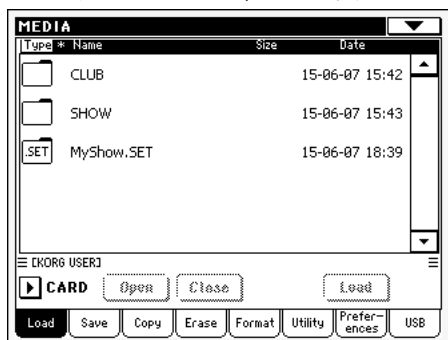 MEDIA
Type * Name Size Date
CLUB 15-06-07 15:42
SHOW 15-06-07 15:43
.SET MyShow.SET 15-06-07 18:39
[KORG USER]
CARD Open Close Load
Load Save Copy Erase Format Utility Prefer-ences USB